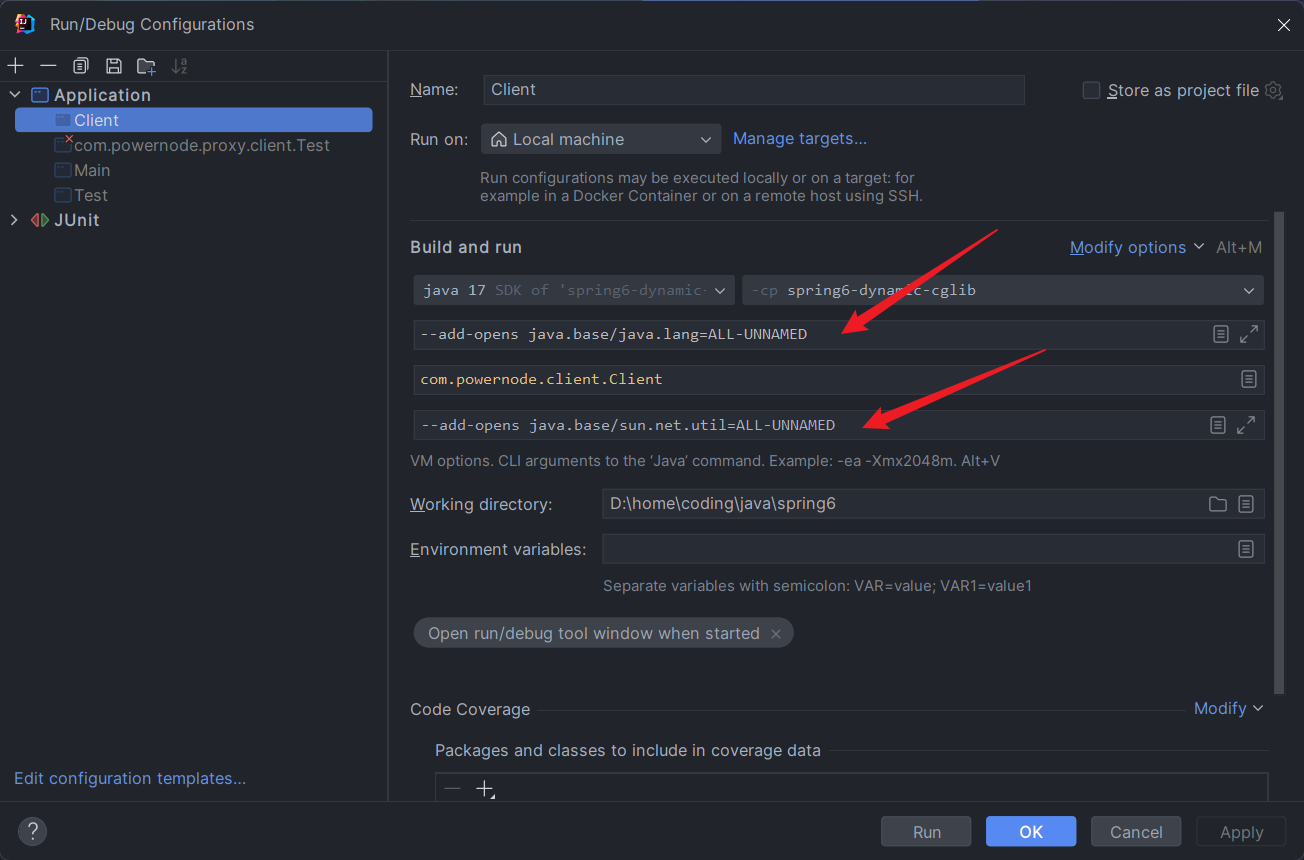 Run/Debug Configurations
Application
Client
com.powernode.proxy.client.Test
Main
Test
JUnit
Edit configuration templates...
Name: Client
Store as project file
Run on: Local machine Manage targets...
Run configurations may be executed locally or on a target: for
example in a Docker Container or on a remote host using SSH.
Build and run Modify options Alt+M
java 17 SDK of 'spring6-dynamic- -cp spring6-dynamic-cglib
--add-opens java.base/java.lang=ALL-UNNAMED
com.powernode.client.Client
--add-opens java.base/sun.net.util=ALL-UNNAMED
VM options. CLI arguments to the ‘Java’ command. Example: -ea -Xmx2048m. Alt+V
Working directory: D:\home\coding\java\spring6
Environment variables:
Separate variables with semicolon: VAR=value; VAR1=value1
Open run/debug tool window when started
Code Coverage Modify
Packages and classes to include in coverage data
? Run OK Cancel Apply